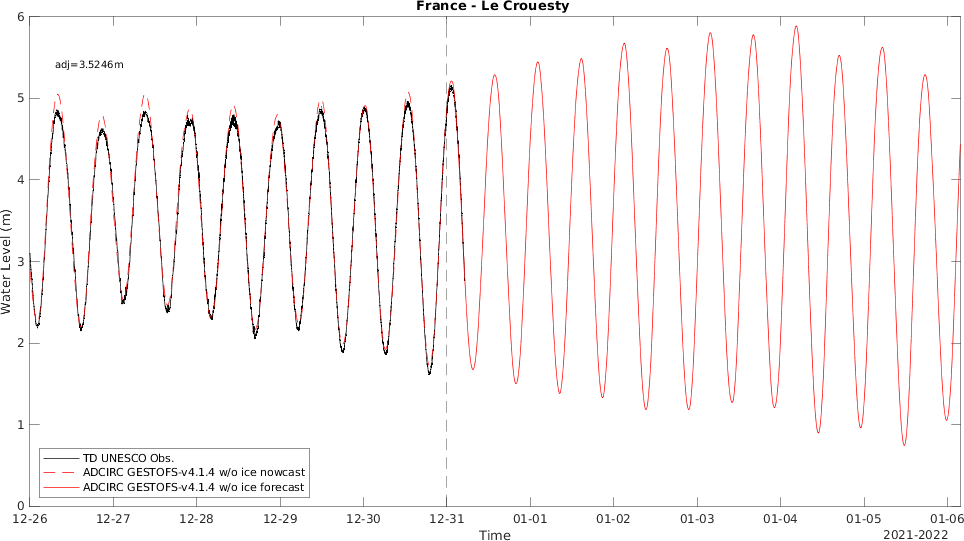 France - Le Crouesty
adj=3.5246m
6
5
4
3
2
1
0
Water Level (m)
TD UNESCO Obs.
ADCIRC GESTOFS-v4.1.4 w/o ice nowcast
ADCIRC GESTOFS-v4.1.4 w/o ice forecast
12-26 12-27 12-28 12-29 12-30 12-31 01-01 01-02 01-03 01-04 01-05 01-06
Time
2021-2022